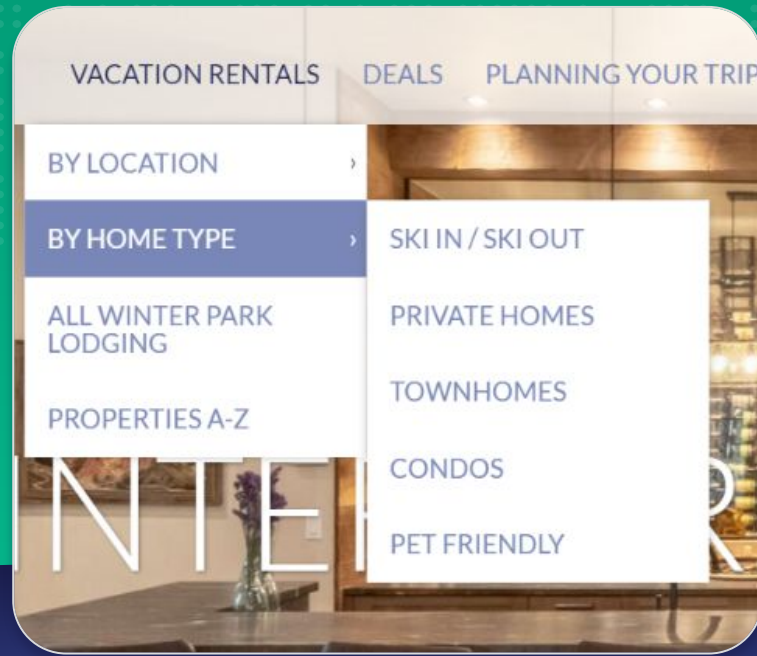 VACATION RENTALS DEALS PLANNING YOUR TRIP
BY LOCATION ›
BY HOME TYPE ›
ALL WINTER PARK
LODGING
PROPERTIES A-Z
SKI IN / SKI OUT
PRIVATE HOMES
TOWNHOMES
CONDOS
PET FRIENDLY